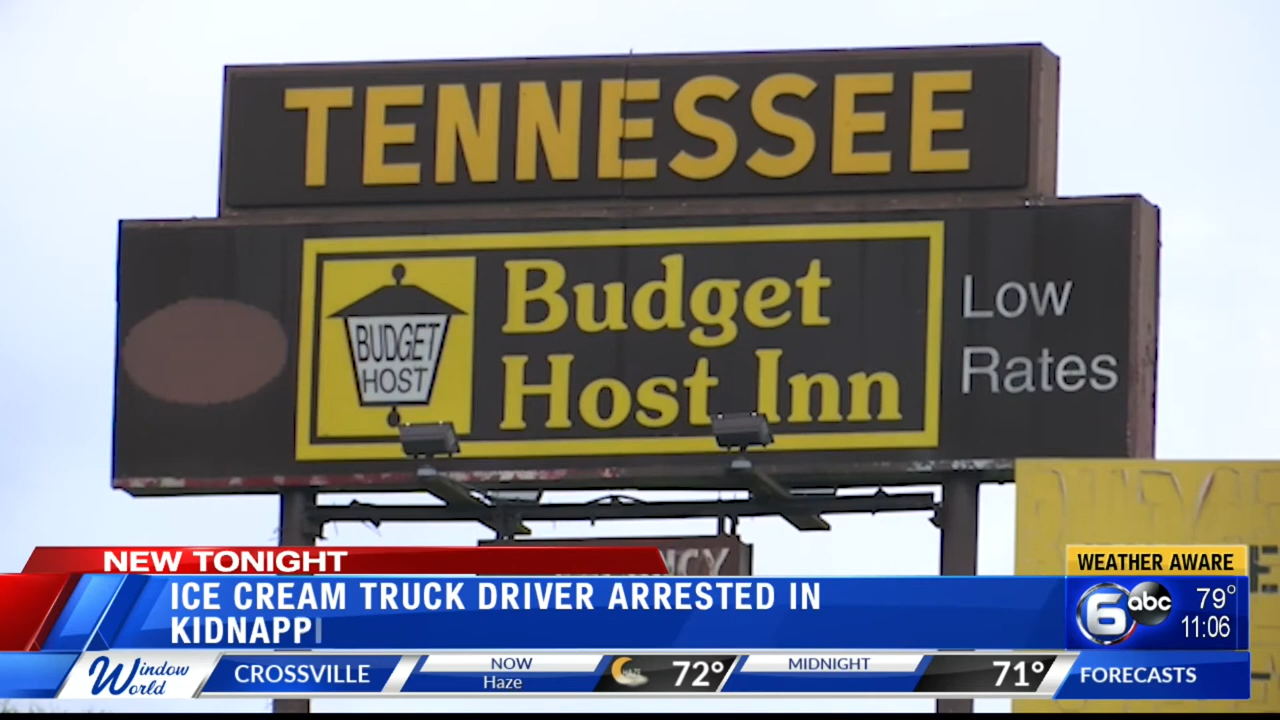 TENNESSEE
BUDGET
HOST
Budget
Host Inn
Low
Rates
NEW TONIGHT
ICE CREAM TRUCK DRIVER ARRESTED IN
KIDNAPP
WEATHER AWARE
6 abc
79°
11:06
Window
World
CROSSVILLE
NOW
Haze
HAZE
72°
MIDNIGHT
71°
FORECASTS